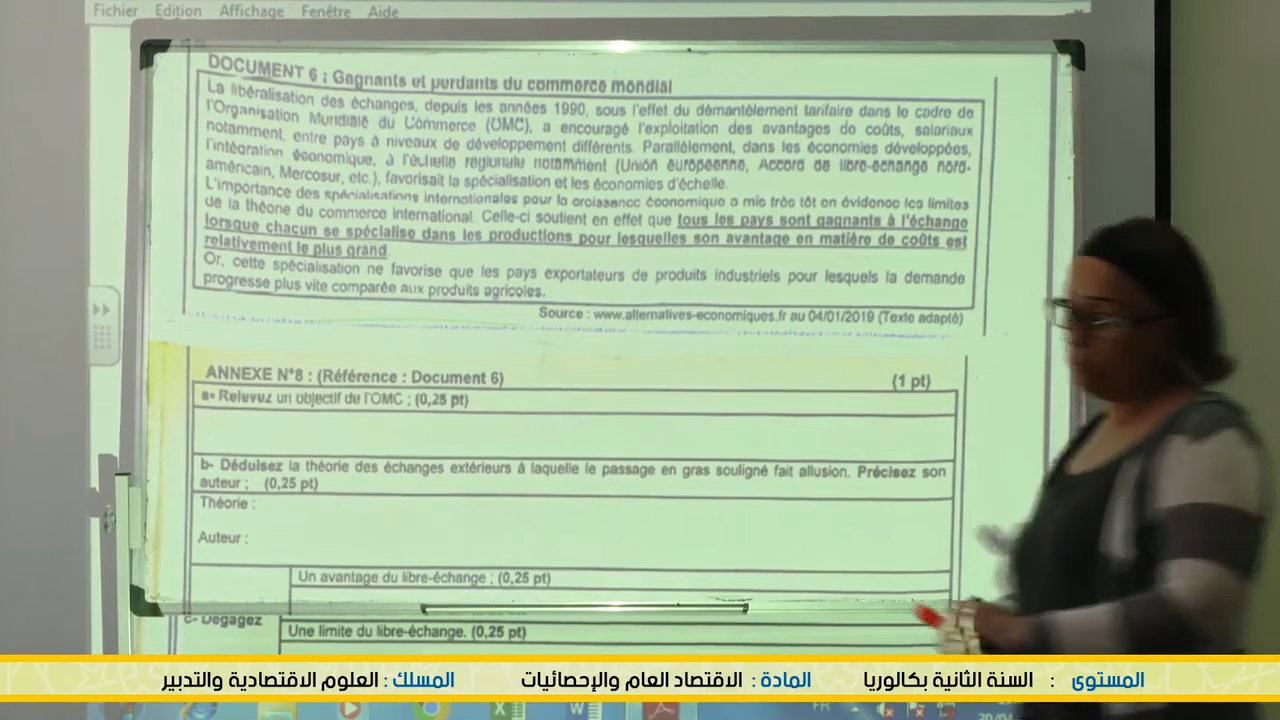 Fichier Edition Affichage Fenêtre Aide
DOCUMENT 6 : Gagnants et perdants du commerce mondial
La libéralisation des échanges, depuis les années 1990, sous l'effet du démantèlement tarifaire dans le cadre de
l'Organisation Mondiale du Commerce (OMC), a encouragé l'exploitation des avantages de coûts, salariaux
notamment, entre pays à niveaux de développement différents. Parallèlement, dans les économies développées,
l'intégration économique, à l'échelle régionale notamment (Union européenne, Accord de libre-échange nord-
américain, Mercosur, etc.), favorisait la spécialisation et les économies d'échelle.
L'importance des spécialisations internationales pour la croissance économique a mis très tôt en évidence les limites
de la théorie du commerce international. Celle-ci soutient en effet que tous les pays sont gagnants à l'échange
lorsque chacun se spécialise dans les productions pour lesquelles son avantage en matière de coûts est
relativement le plus grand.
Or, cette spécialisation ne favorise que les pays exportateurs de produits industriels pour lesquels la demande
progresse plus vite comparée aux produits agricoles.
Source : www.alternatives-economiques.fr au 04/01/2019 (Texte adapté)
ANNEXE N°8 : (Référence : Document 6) (1 pt)
a- Relevez un objectif de l'OMC ; (0,25 pt)
b- Déduisez la théorie des échanges extérieurs à laquelle le passage en gras souligné fait allusion. Précisez son
auteur ; (0,25 pt)
Théorie :
Auteur :
Un avantage du libre-échange ; (0,25 pt)
c- Dégagez
Une limite du libre-échange. (0,25 pt)
المستوى : السنة الثانية بكالوريا المادة : الاقتصاد العام والإحصائيات المسلك : العلوم الاقتصادية والتدبير
FR